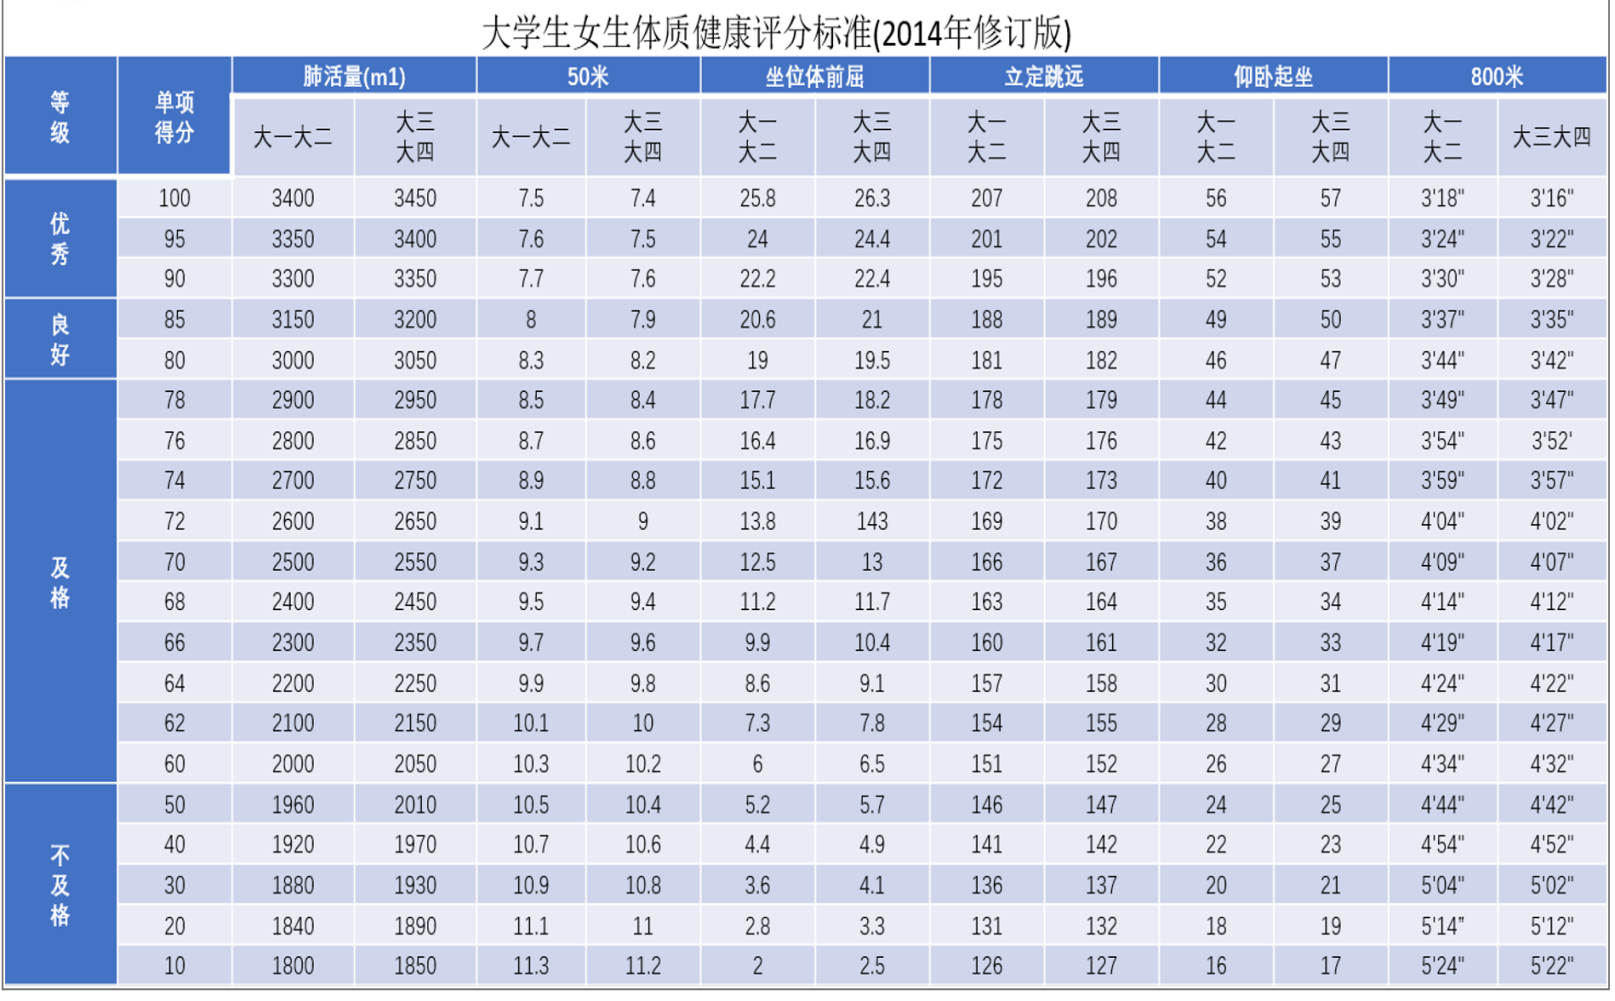 大学生女生体质健康评分标准(2014年修订版)
等级 单项得分 肺活量(m1) 50米 坐位体前屈 立定跳远 仰卧起坐 800米
大一大二 大三大四 大一大二 大三大四 大一大二 大三大四 大一大二 大三大四 大一大二 大三大四 大一大二 大三大四
优秀 100 3400 3450 7.5 7.4 25.8 26.3 207 208 56 57 3'18" 3'16"
95 3350 3400 7.6 7.5 24 24.4 201 202 54 55 3'24" 3'22"
90 3300 3350 7.7 7.6 22.2 22.4 195 196 52 53 3'30" 3'28"
良好 85 3150 3200 8 7.9 20.6 21 188 189 49 50 3'37" 3'35"
80 3000 3050 8.3 8.2 19 19.5 181 182 46 47 3'44" 3'42"
及格 78 2900 2950 8.5 8.4 17.7 18.2 178 179 44 45 3'49" 3'47"
76 2800 2850 8.7 8.6 16.4 16.9 175 176 42 43 3'54" 3'52'
74 2700 2750 8.9 8.8 15.1 15.6 172 173 40 41 3'59" 3'57"
72 2600 2650 9.1 9 13.8 143 169 170 38 39 4'04" 4'02"
70 2500 2550 9.3 9.2 12.5 13 166 167 36 37 4'09" 4'07"
68 2400 2450 9.5 9.4 11.2 11.7 163 164 35 34 4'14" 4'12"
66 2300 2350 9.7 9.6 9.9 10.4 160 161 32 33 4'19" 4'17"
64 2200 2250 9.9 9.8 8.6 9.1 157 158 30 31 4'24" 4'22"
62 2100 2150 10.1 10 7.3 7.8 154 155 28 29 4'29" 4'27"
60 2000 2050 10.3 10.2 6 6.5 151 152 26 27 4'34" 4'32"
不及格 50 1960 2010 10.5 10.4 5.2 5.7 146 147 24 25 4'44" 4'42"
40 1920 1970 10.7 10.6 4.4 4.9 141 142 22 23 4'54" 4'52"
30 1880 1930 10.9 10.8 3.6 4.1 136 137 20 21 5'04" 5'02"
20 1840 1890 11.1 11 2.8 3.3 131 132 18 19 5'14" 5'12"
10 1800 1850 11.3 11.2 2 2.5 126 127 16 17 5'24" 5'22"